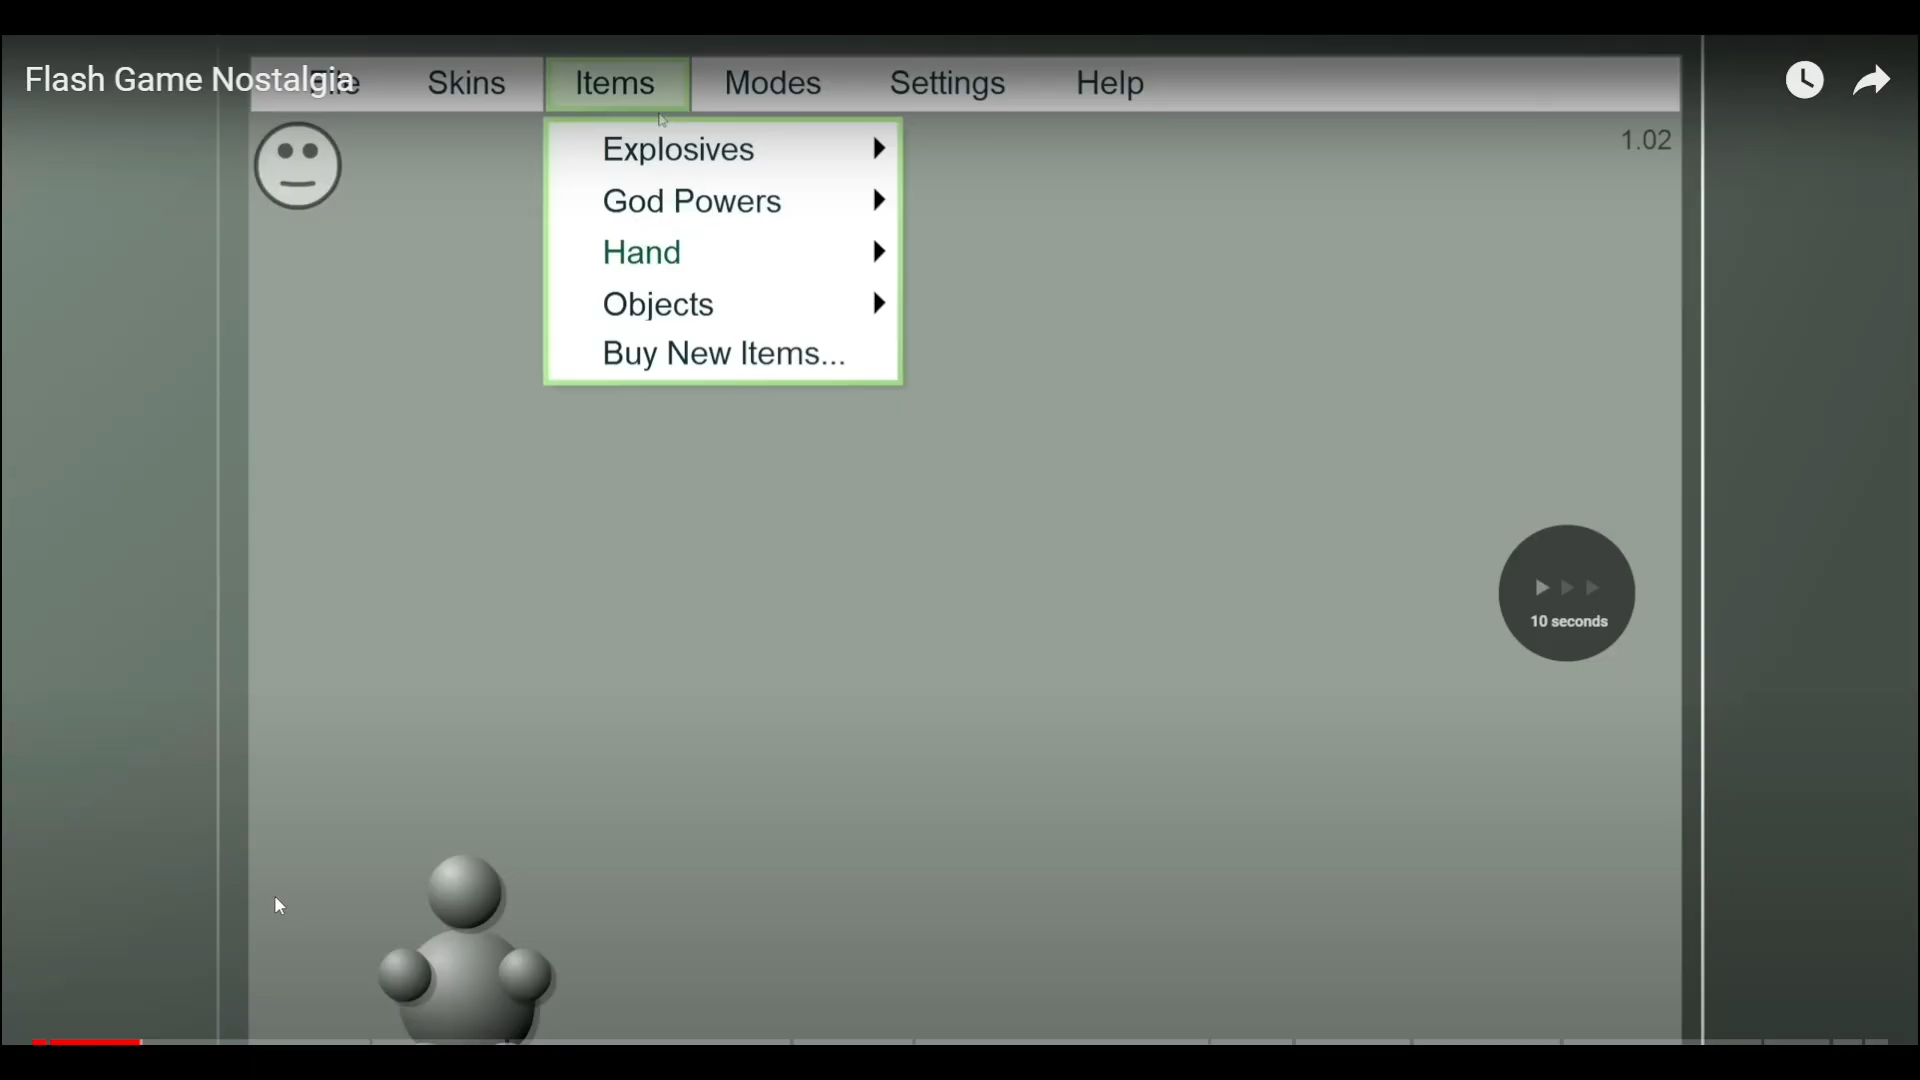 Flash Game Nostalgia
File Skins Items Modes Settings Help
1.02
Explosives
God Powers
Hand
Objects
Buy New Items...
10 seconds